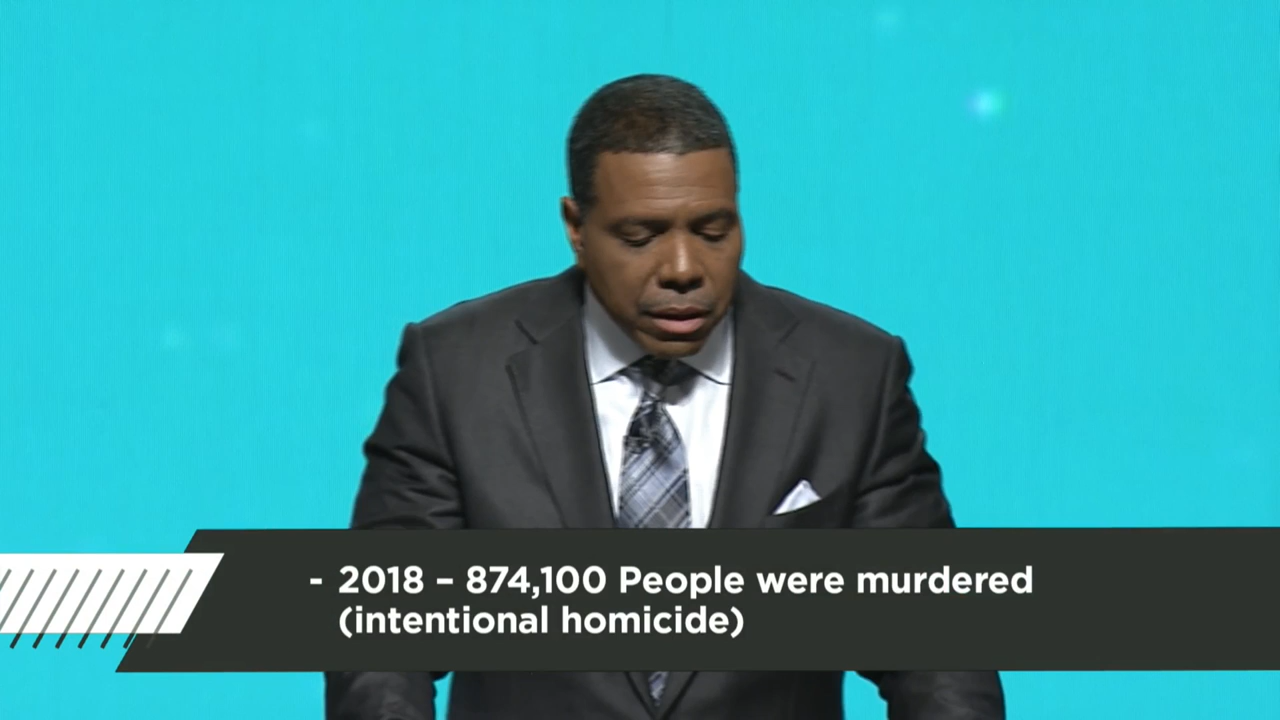 - 2018 – 874,100 People were murdered
(intentional homicide)